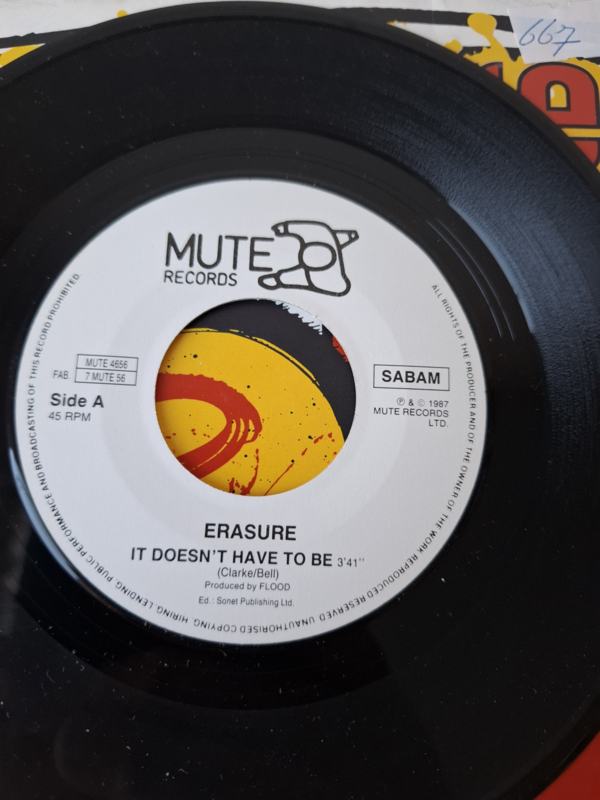 667
e
MUTE
RECORDS
MUTE 4656
FAB. 7 MUTE 56
Side A
45 RPM
SABAM
℗ & © 1987
MUTE RECORDS
LTD.
ERASURE
IT DOESN'T HAVE TO BE 3'41''
(Clarke/Bell)
Produced by FLOOD
Ed.: Sonet Publishing Ltd.
ALL RIGHTS OF THE PRODUCER AND OF THE OWNER OF THE WORK REPRODUCED RESERVED. UNAUTHORISED COPYING, HIRING, LENDING, PUBLIC PERFORMANCE AND BROADCASTING OF THIS RECORD PROHIBITED.